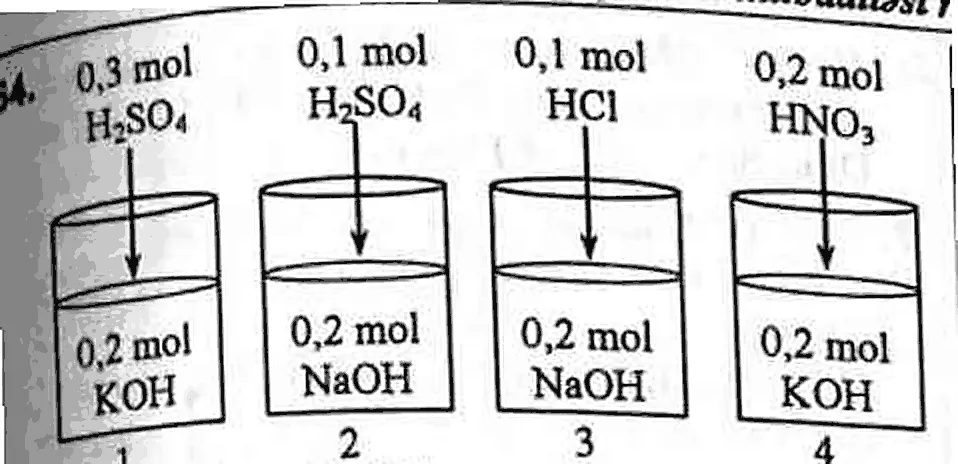 64.
0,3 mol
H₂SO₄
0,1 mol
H₂SO₄
0,1 mol
HCl
0,2 mol
HNO₃
0,2 mol
KOH
0,2 mol
NaOH
0,2 mol
NaOH
0,2 mol
KOH
1
2
3
4